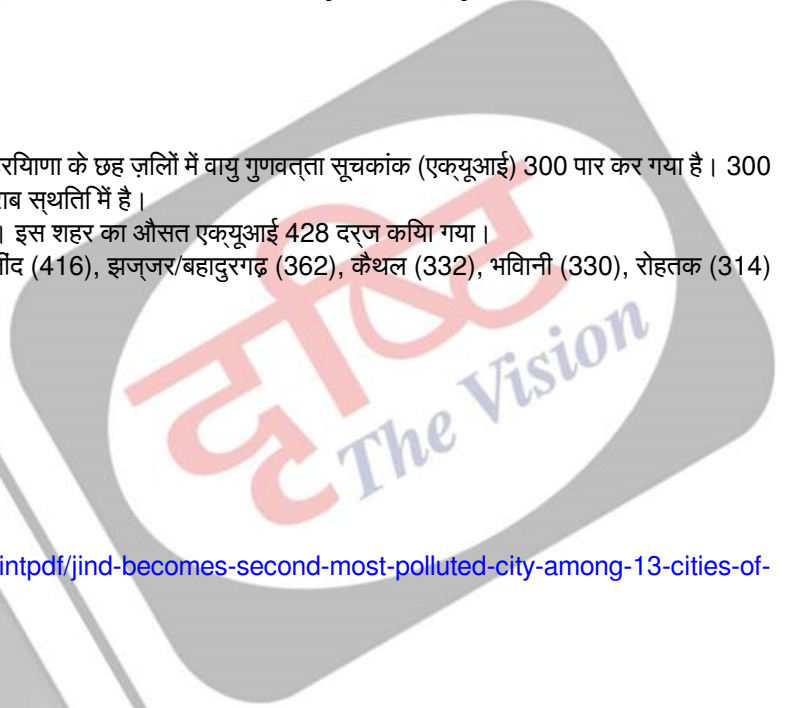 रियाणा के छह ज़िलों में वायु गुणवत्ता सूचकांक (एक्यूआई) 300 पार कर गया है। 300
राब स्थिति में है।
। इस शहर का औसत एक्यूआई 428 दर्ज किया गया।
ींद (416), झज्जर/बहादुरगढ़ (362), कैथल (332), भिवानी (330), रोहतक (314)
दृष्टि
The Vision
intpdf/jind-becomes-second-most-polluted-city-among-13-cities-of-